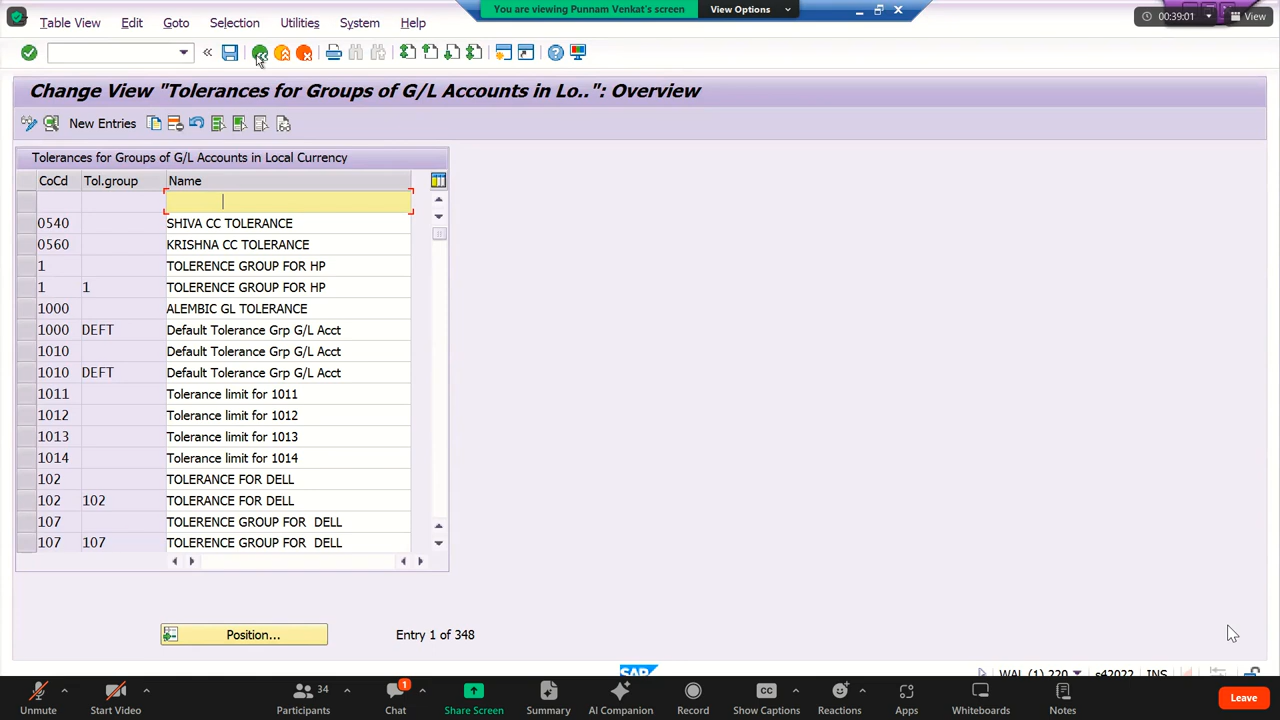 You are viewing Punnam Venkat's screen
View Options
00:39:01
View
Table View Edit Goto Selection Utilities System Help
Change View "Tolerances for Groups of G/L Accounts in Lo..": Overview
New Entries
Tolerances for Groups of G/L Accounts in Local Currency
CoCd Tol.group Name
0540 SHIVA CC TOLERANCE
0560 KRISHNA CC TOLERANCE
1 TOLERENCE GROUP FOR HP
1 1 TOLERENCE GROUP FOR HP
1000 ALEMBIC GL TOLERANCE
1000 DEFT Default Tolerance Grp G/L Acct
1010 Default Tolerance Grp G/L Acct
1010 DEFT Default Tolerance Grp G/L Acct
1011 Tolerance limit for 1011
1012 Tolerance limit for 1012
1013 Tolerance limit for 1013
1014 Tolerance limit for 1014
102 TOLERANCE FOR DELL
102 102 TOLERANCE FOR DELL
107 TOLERENCE GROUP FOR DELL
107 107 TOLERENCE GROUP FOR DELL
Position... Entry 1 of 348
SAP
WAL (1) 220 s42022 INS
1
34
Unmute Start Video Participants Chat Share Screen Summary AI Companion Record Show Captions Reactions Apps Whiteboards Notes Leave